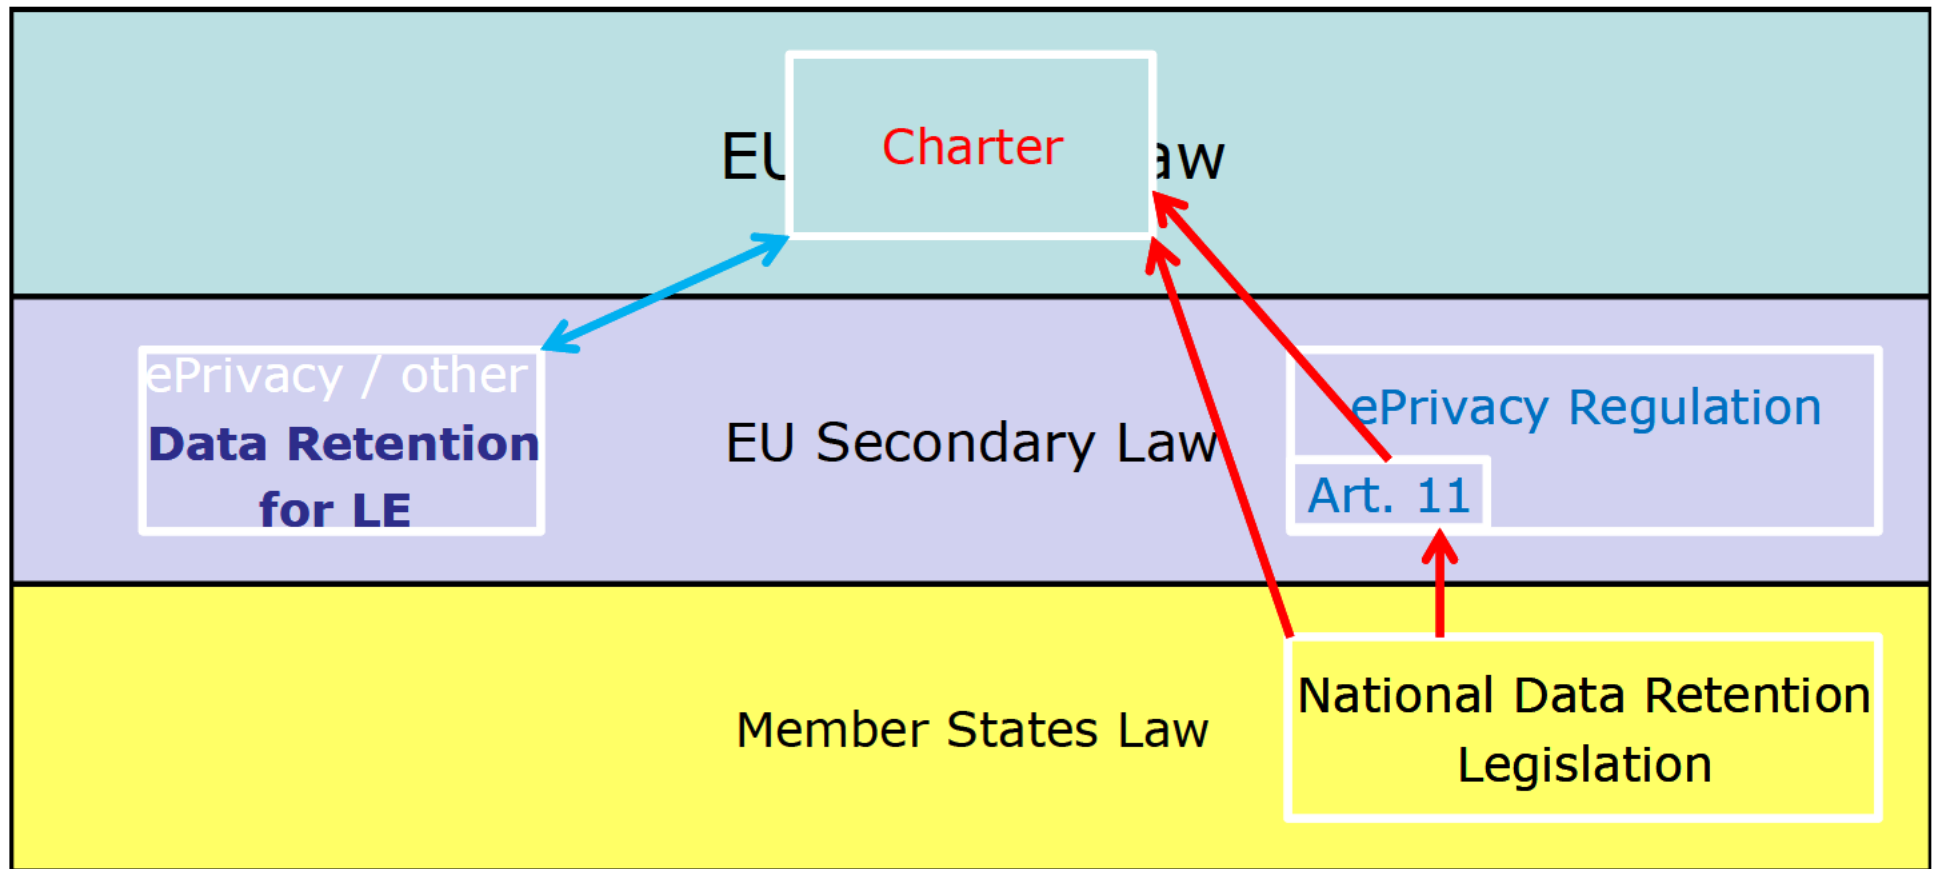 EU
Charter
aw
ePrivacy / other
Data Retention
for LE
EU Secondary Law
ePrivacy Regulation
Art. 11
Member States Law
National Data Retention
Legislation